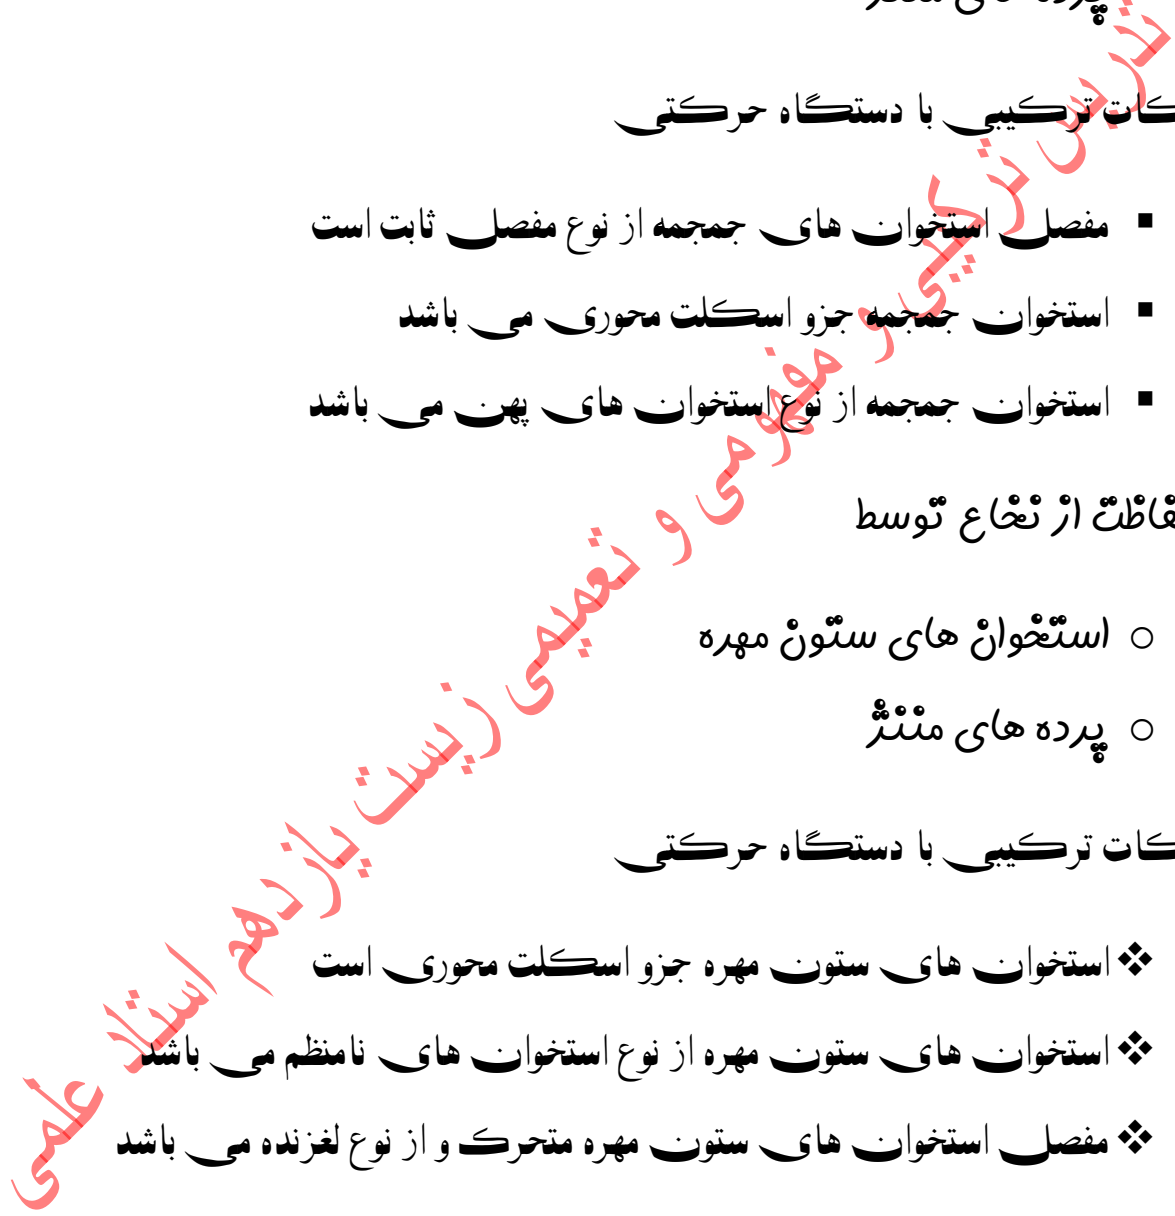 پرده های مننژ
ترکیبی با دستگاه حرکتی
▪ مفصل استخوان های جمجمه از نوع مفصل ثابت است
▪ استخوان جمجمه جزو اسکلت محوری می باشد
▪ استخوان جمجمه از نوع استخوان های پهن می باشد
از نخاع توسط
○ استخوان های ستون مهره
○ پرده های مننژ
ترکیبی با دستگاه حرکتی
❖ استخوان های ستون مهره جزو اسکلت محوری است
❖ استخوان های ستون مهره از نوع استخوان های نامنظم می باشد
❖ مفصل استخوان های ستون مهره متحرک و از نوع لغزنده می باشد
تدریس ترکیبی و مفهومی و تعمیمی زیست یازدهم استاد علمی